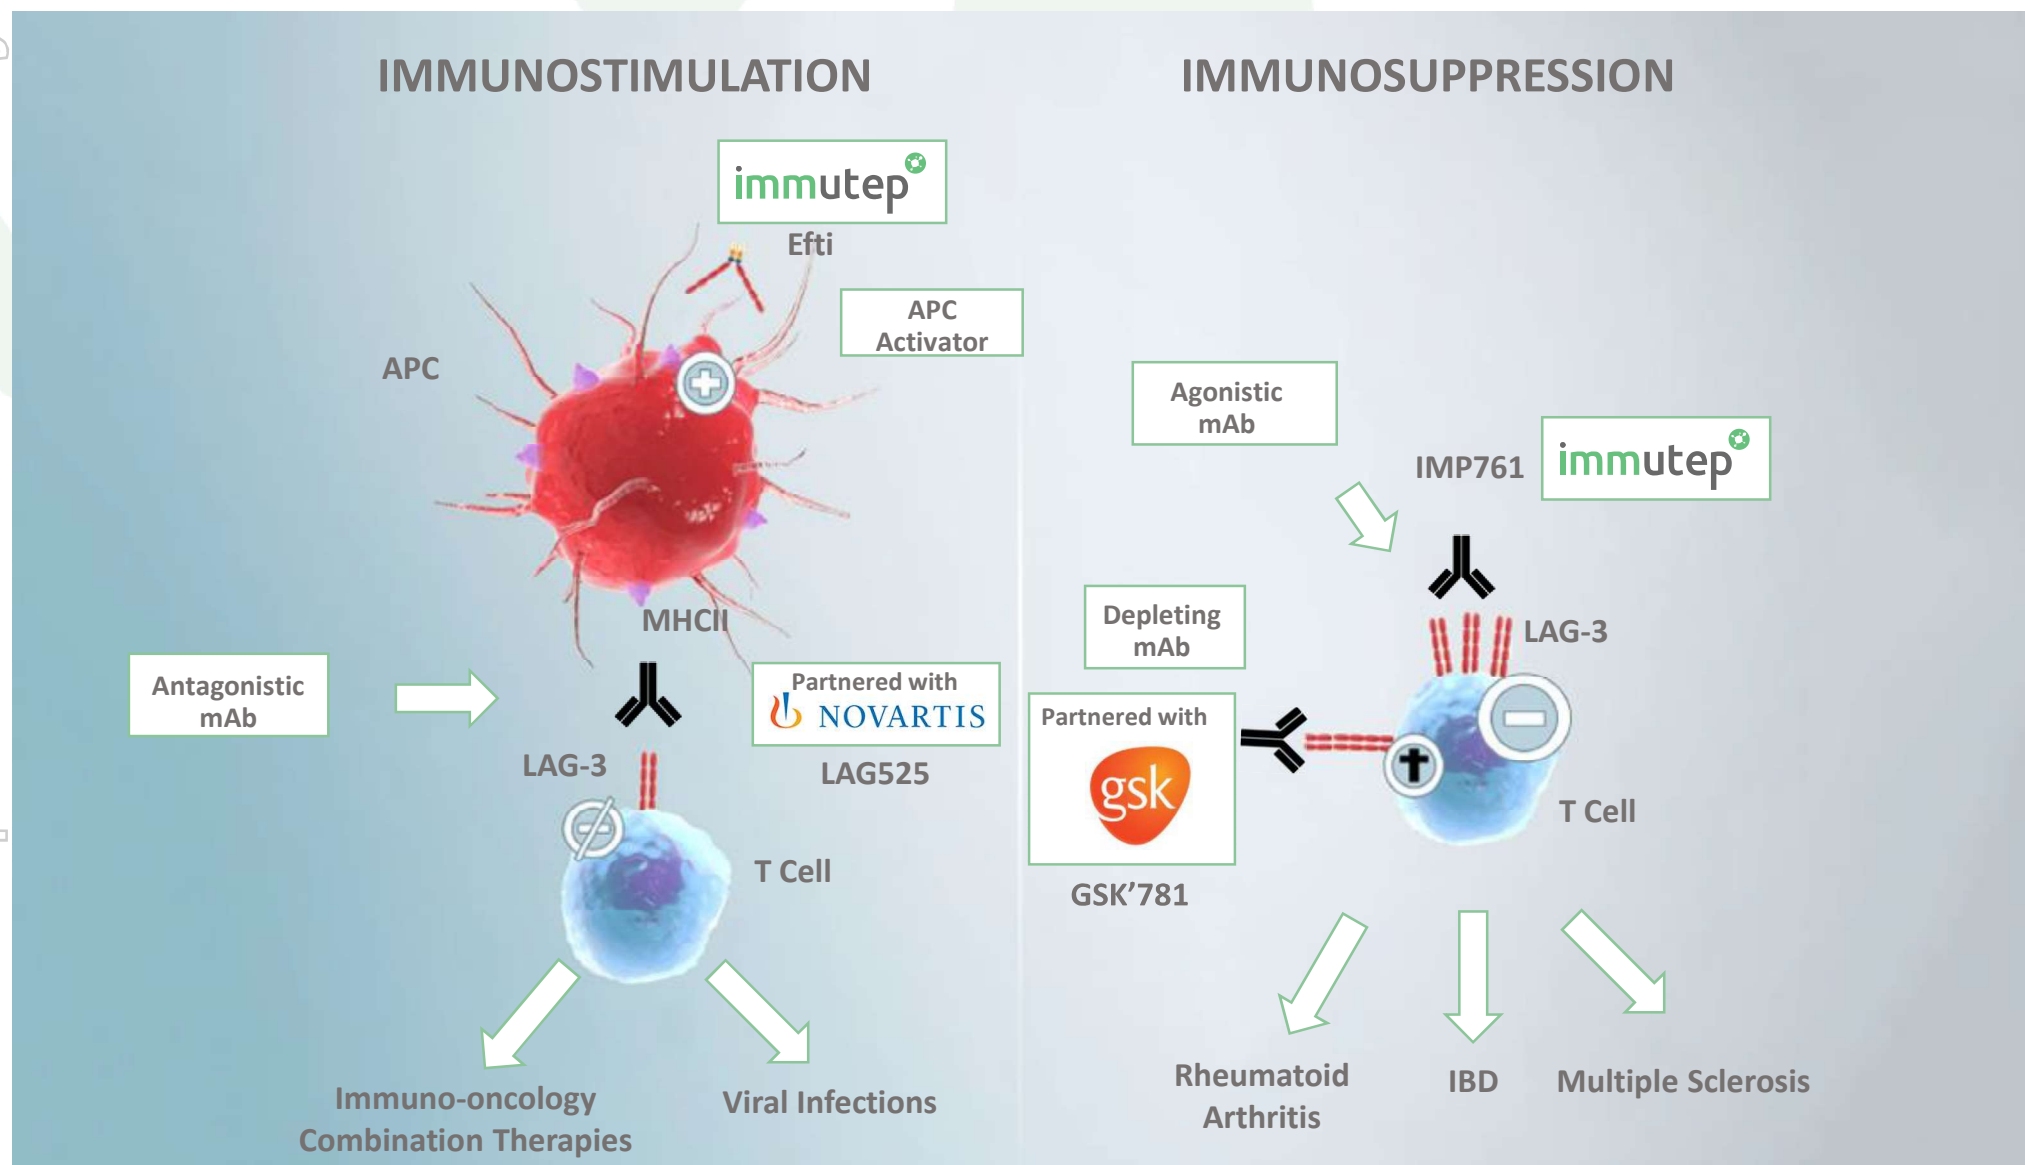 IMMUNOSTIMULATION
immutep
Efti
APC
Activator
APC
MHCII
Antagonistic
mAb
Partnered with
NOVARTIS
LAG525
LAG-3
T Cell
Immuno-oncology
Combination Therapies
Viral Infections
IMMUNOSUPPRESSION
Agonistic
mAb
IMP761
immutep
Depleting
mAb
LAG-3
Partnered with
gsk
GSK’781
T Cell
Rheumatoid
Arthritis
IBD
Multiple Sclerosis